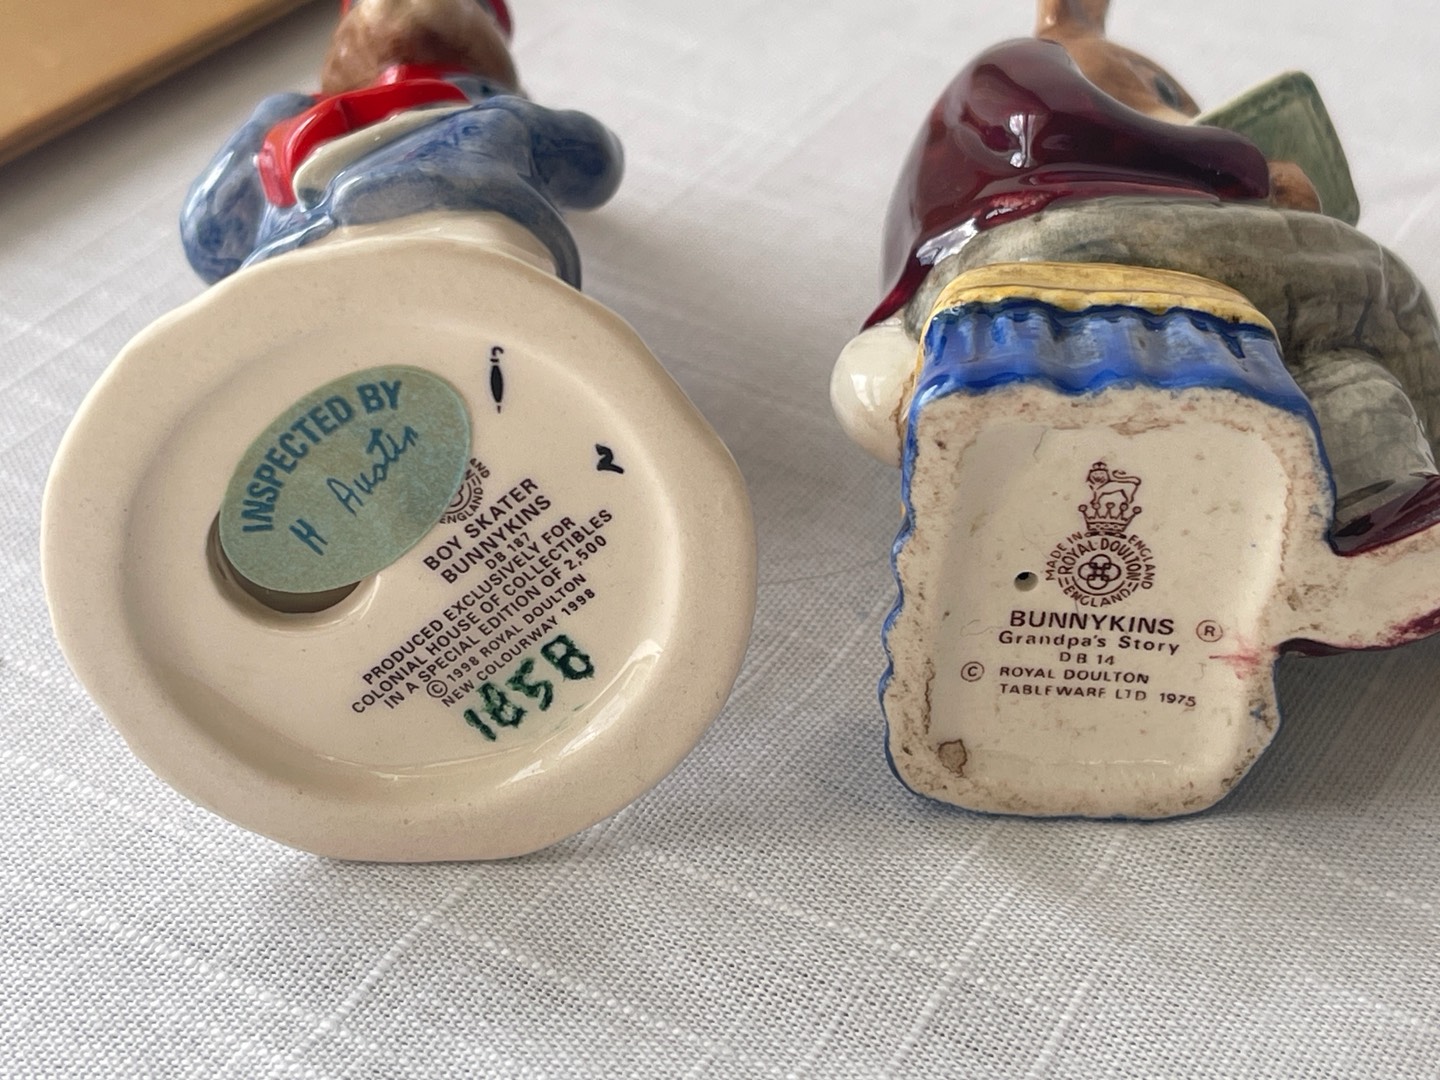 INSPECTED BY
H Austin
ENGLAND
BOY SKATER
BUNNYKINS
DB 187
PRODUCED EXCLUSIVELY FOR
COLONIAL HOUSE OF COLLECTIBLES
IN A SPECIAL EDITION OF 2,500
© 1998 ROYAL DOULTON
NEW COLOURWAY 1998
1858
2
MADE IN ENGLAND
ROYAL DOULTON
ENGLAND
BUNNYKINS ®
Grandpa's Story
DB 14
© ROYAL DOULTON
TABLEWARE LTD 1975